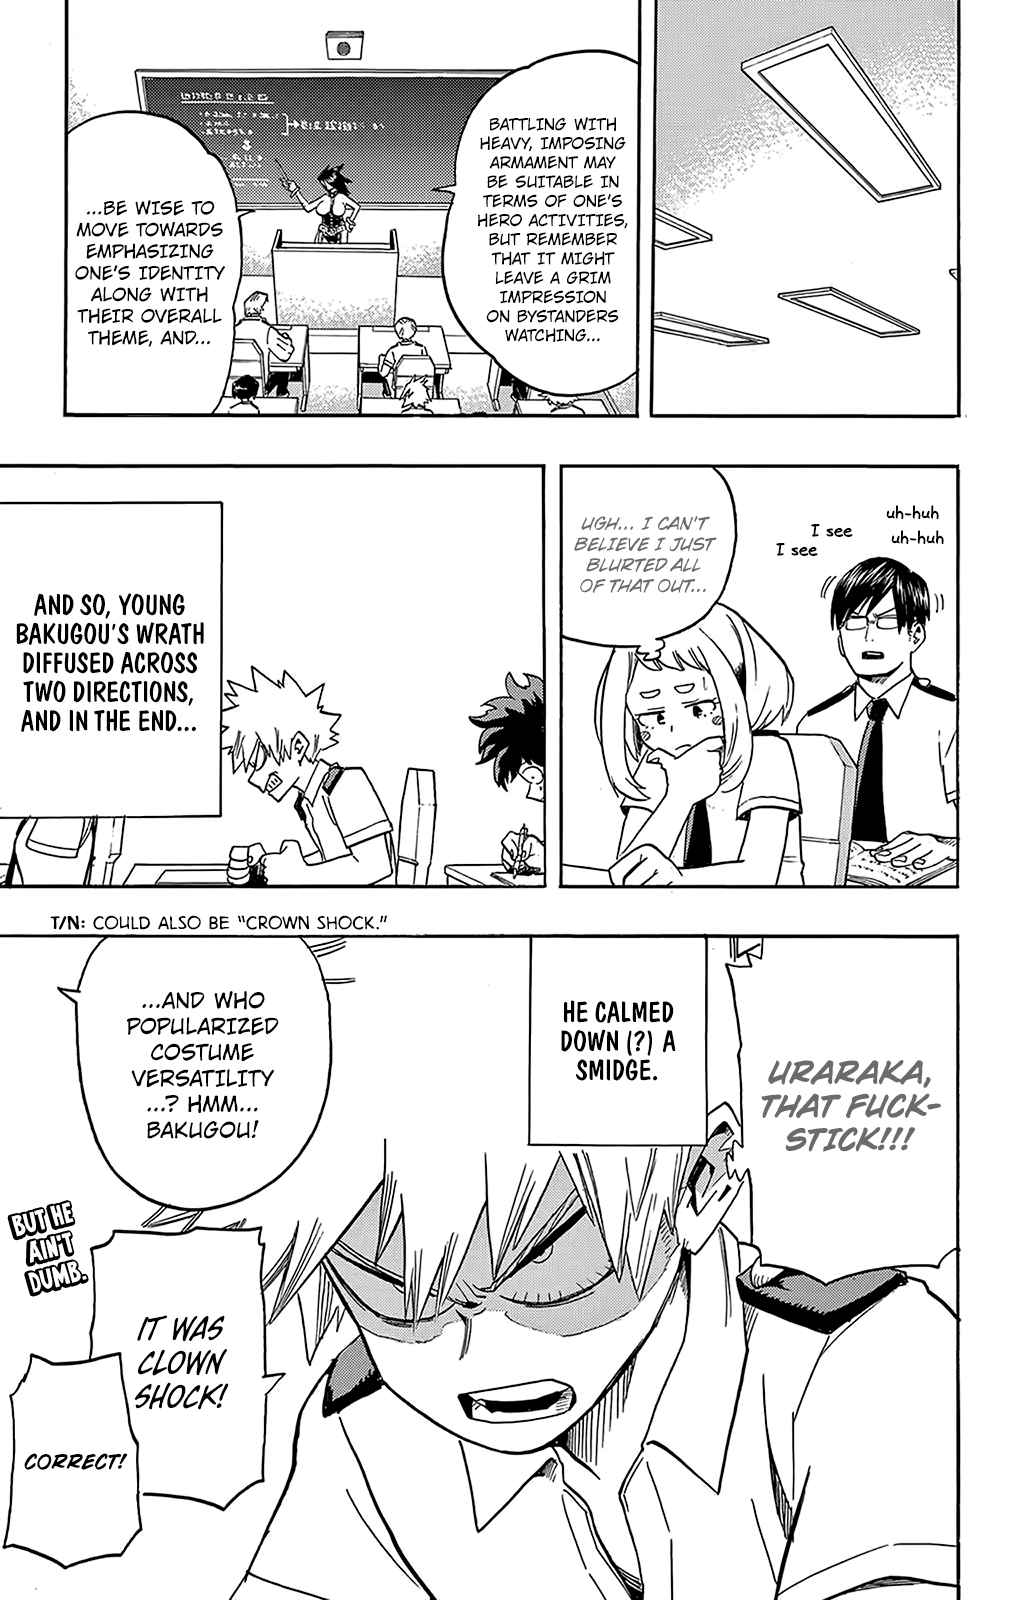 BATTLING WITH
HEAVY, IMPOSING
ARMAMENT MAY
BE SUITABLE IN
TERMS OF ONE'S
HERO ACTIVITIES,
BUT REMEMBER
THAT IT MIGHT
LEAVE A GRIM
IMPRESSION
ON BYSTANDERS
WATCHING...
...BE WISE TO
MOVE TOWARDS
EMPHASIZING
ONE'S IDENTITY
ALONG WITH
THEIR OVERALL
THEME, AND...
uh-huh
uh-huh
I see
I see
UGH... I CAN'T
BELIEVE I JUST
BLURTED ALL
OF THAT OUT...
AND SO, YOUNG
BAKUGOU'S WRATH
DIFFUSED ACROSS
TWO DIRECTIONS,
AND IN THE END...
T/N: COULD ALSO BE "CROWN SHOCK."
URARAKA,
THAT FUCK-
STICK!!!
HE CALMED
DOWN (?) A
SMIDGE.
...AND WHO
POPULARIZED
COSTUME
VERSATILITY
...? HMM...
BAKUGOU!
IT WAS
CLOWN
SHOCK!
BUT HE
AIN'T
DUMB.
CORRECT!